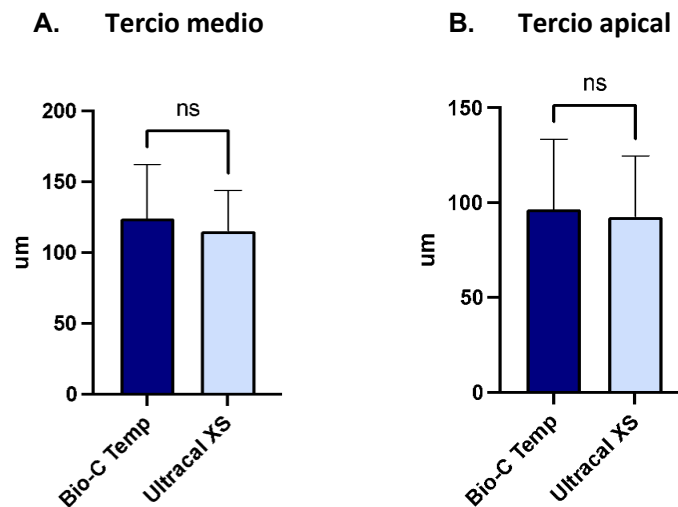 A. Tercio medio
ns
200
150
100
50
0
um
Bio-C Temp
Ultracal XS
B. Tercio apical
ns
150
100
50
0
um
Bio-C Temp
Ultracal XS